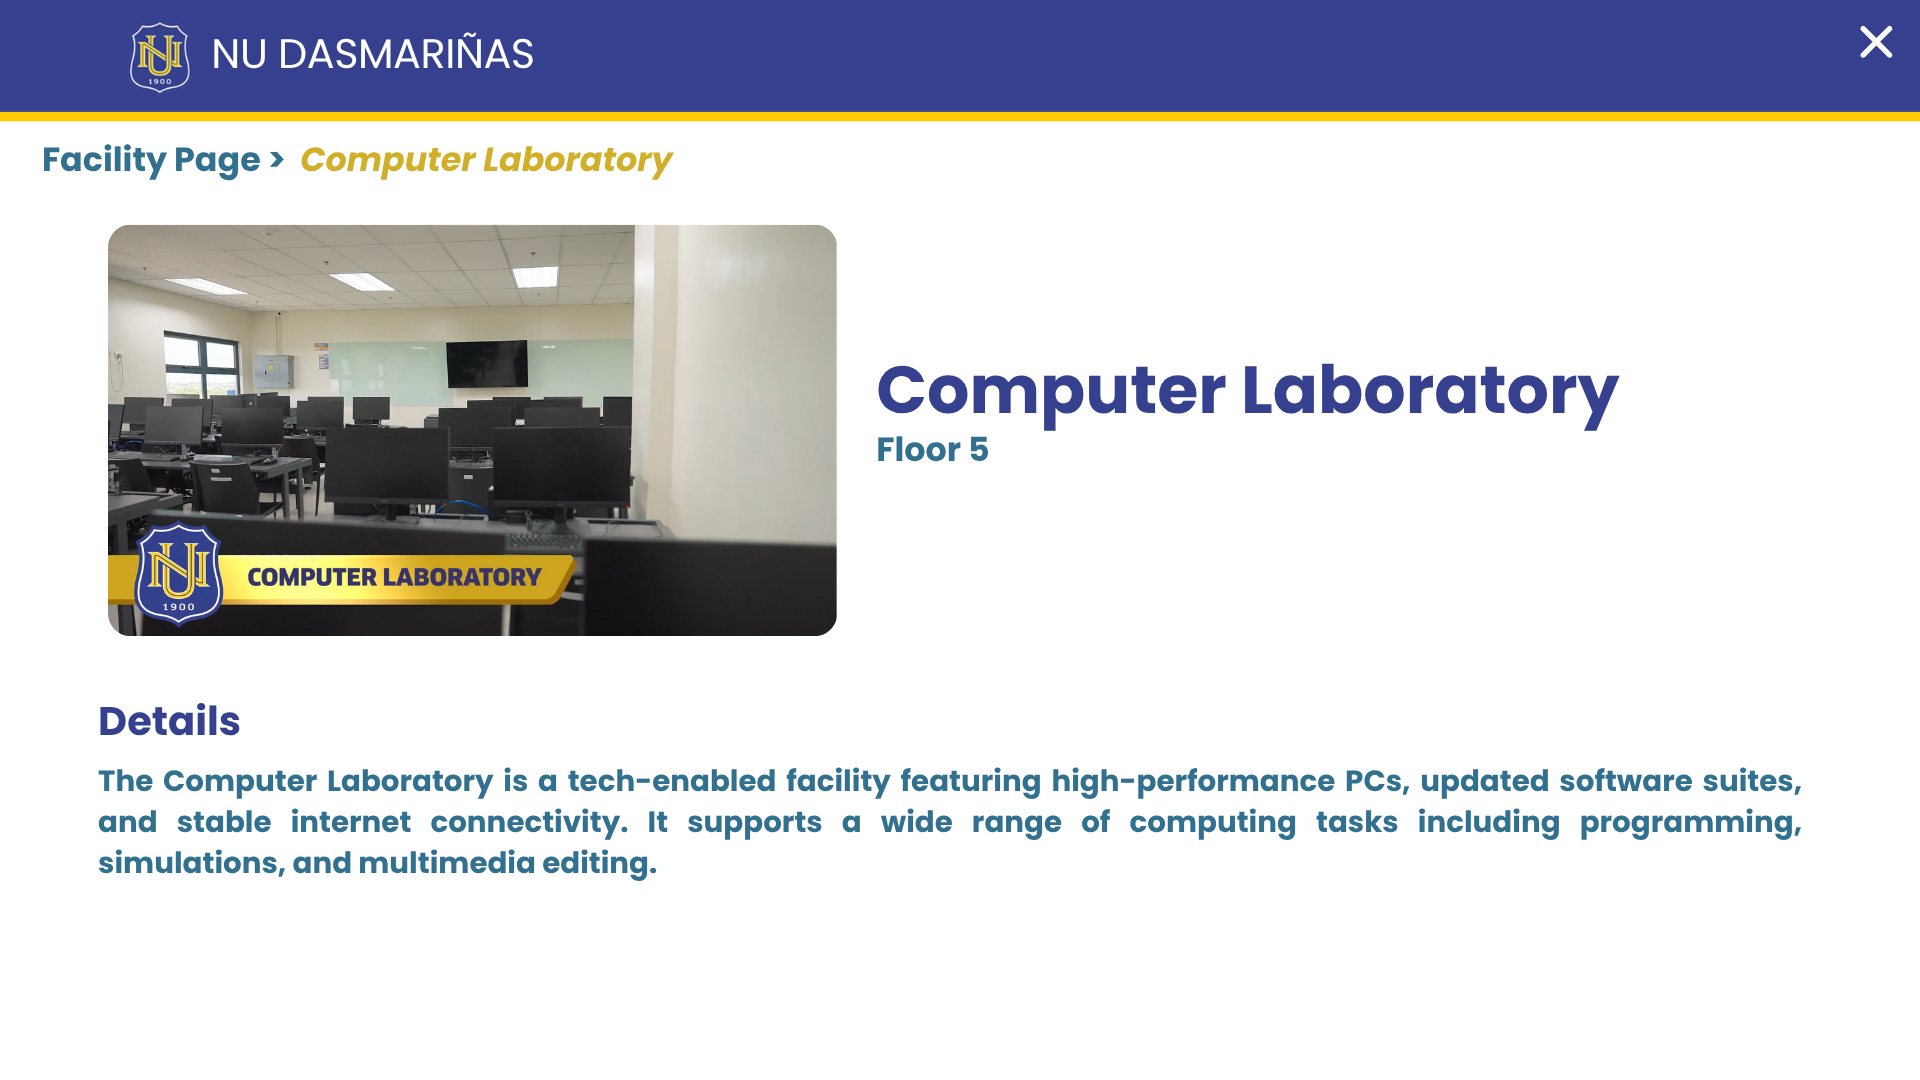 NU
1900
NU DASMARIÑAS
Facility Page > Computer Laboratory
NU
1900
COMPUTER LABORATORY
Computer Laboratory
Floor 5
Details
The Computer Laboratory is a tech-enabled facility featuring high-performance PCs, updated software suites,
and stable internet connectivity. It supports a wide range of computing tasks including programming,
simulations, and multimedia editing.